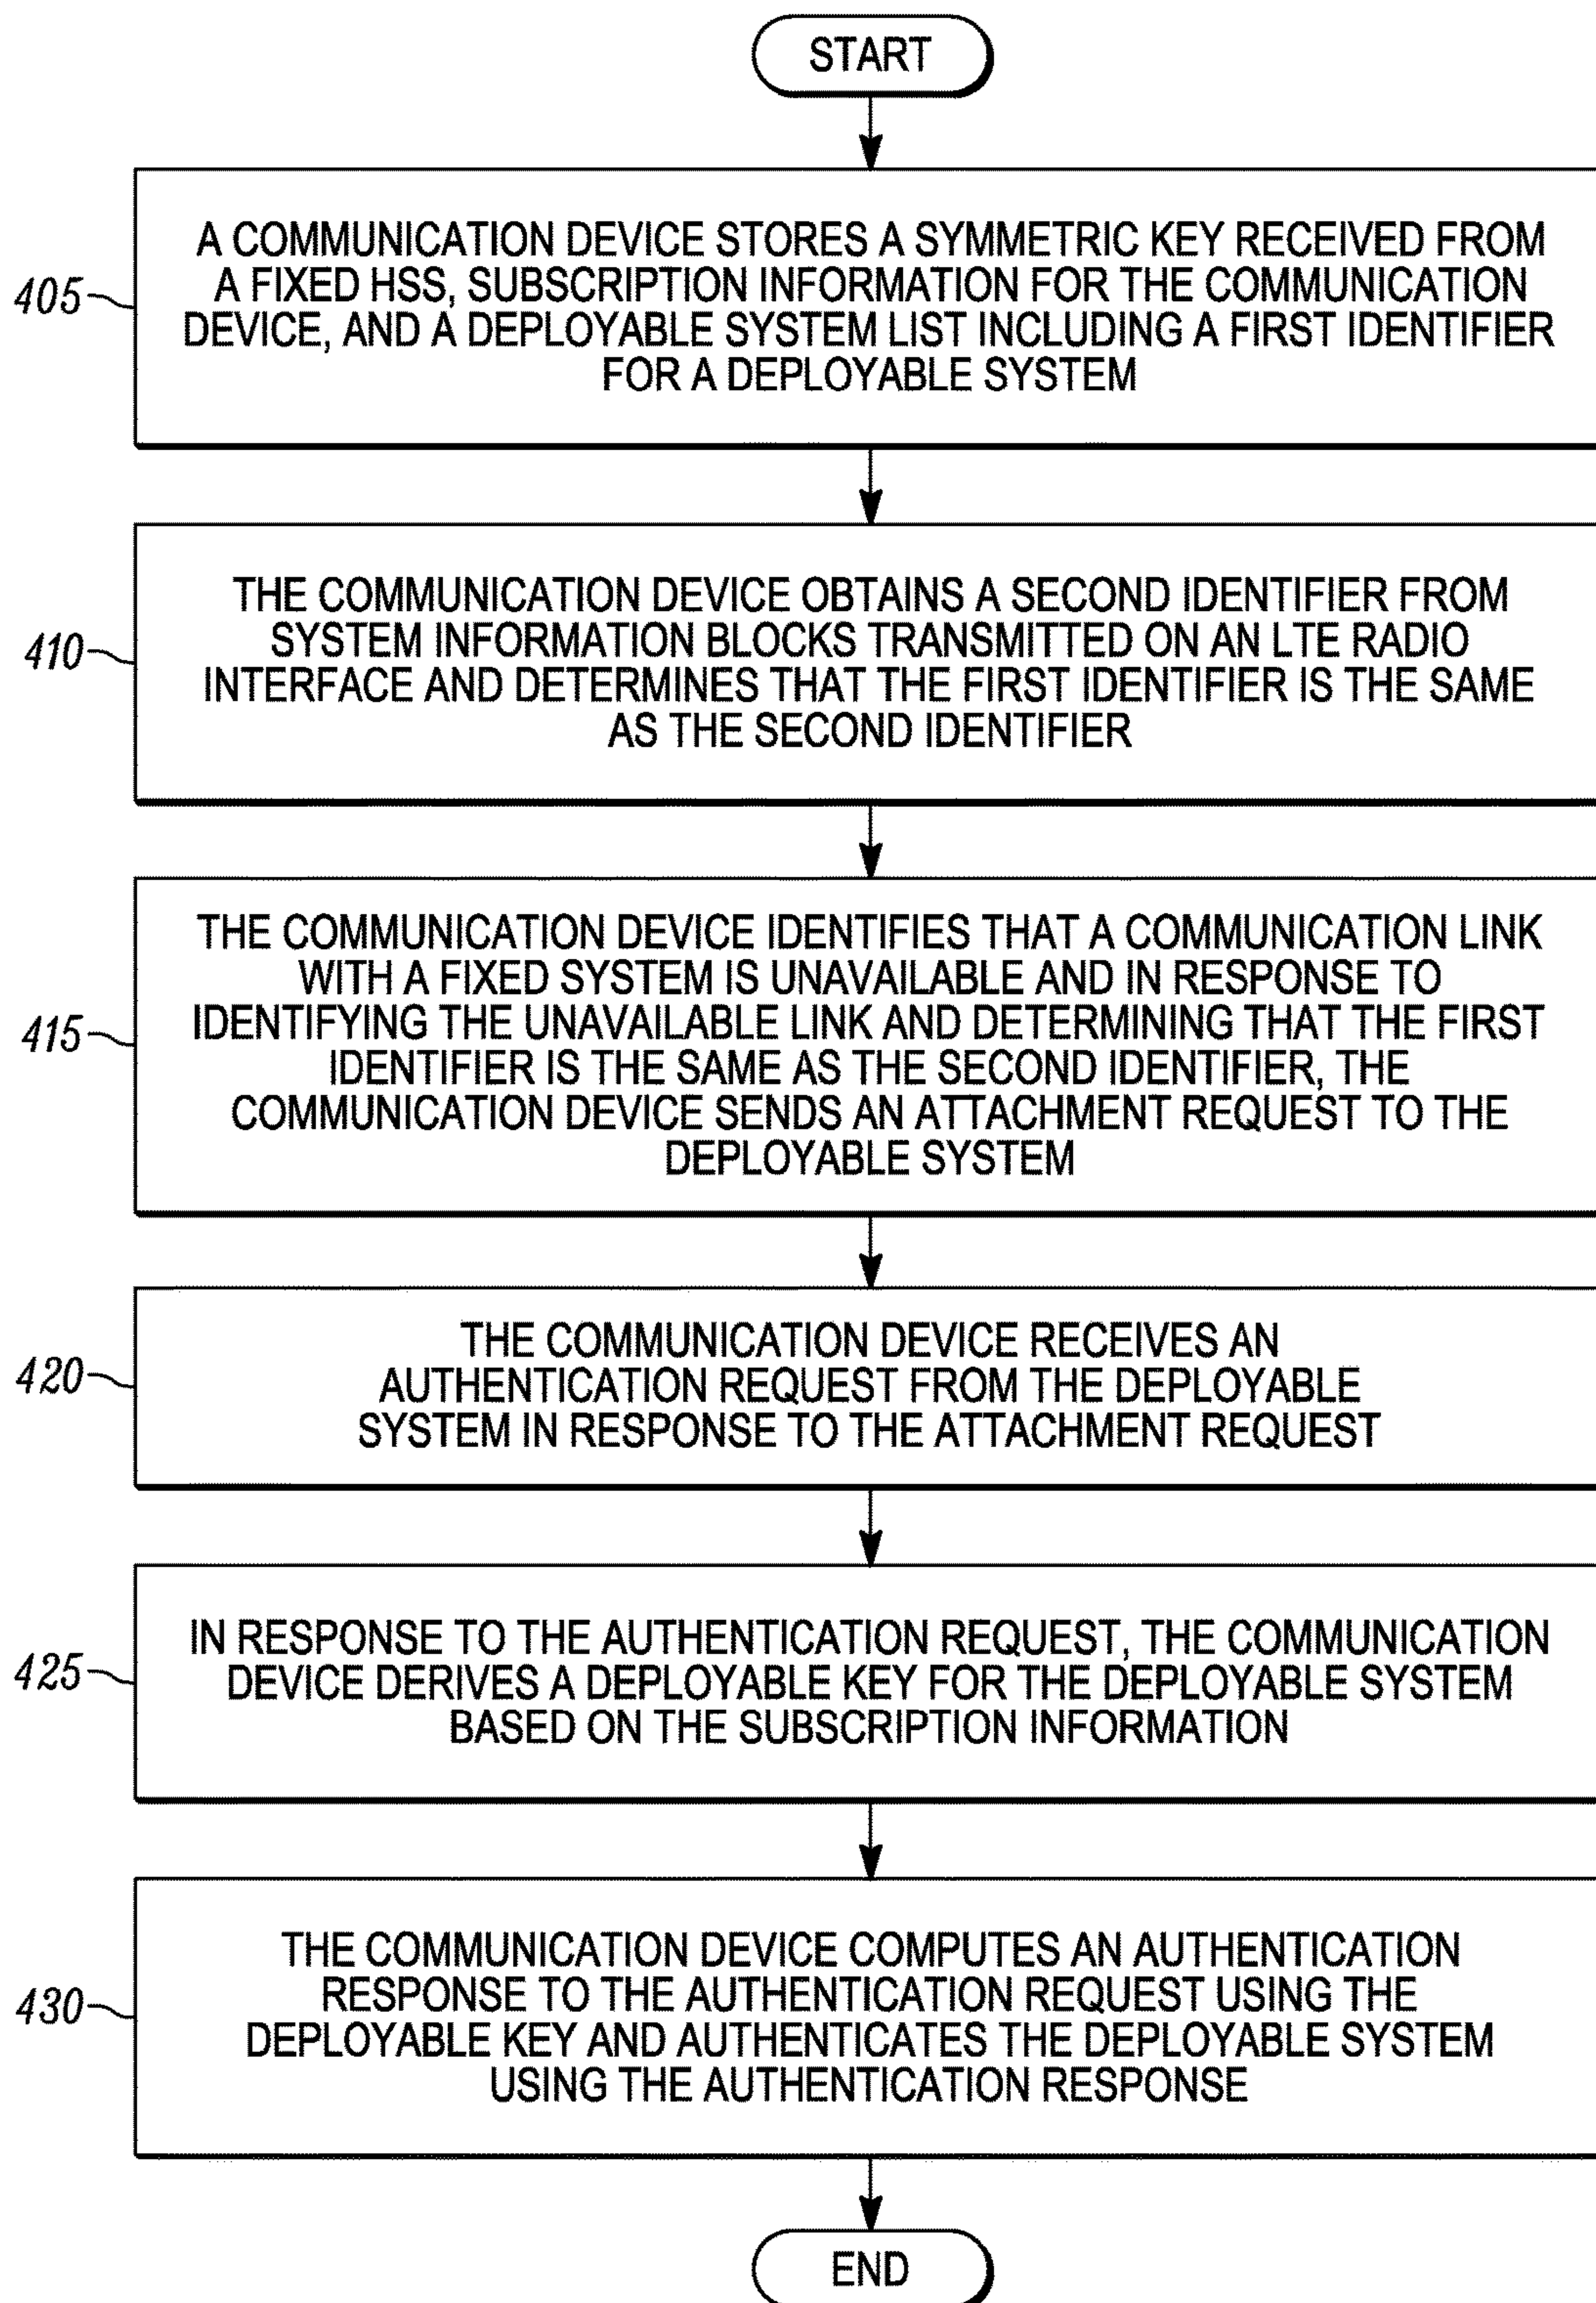 START
405
A COMMUNICATION DEVICE STORES A SYMMETRIC KEY RECEIVED FROM
A FIXED HSS, SUBSCRIPTION INFORMATION FOR THE COMMUNICATION
DEVICE, AND A DEPLOYABLE SYSTEM LIST INCLUDING A FIRST IDENTIFIER
FOR A DEPLOYABLE SYSTEM
410
THE COMMUNICATION DEVICE OBTAINS A SECOND IDENTIFIER FROM
SYSTEM INFORMATION BLOCKS TRANSMITTED ON AN LTE RADIO
INTERFACE AND DETERMINES THAT THE FIRST IDENTIFIER IS THE SAME
AS THE SECOND IDENTIFIER
415
THE COMMUNICATION DEVICE IDENTIFIES THAT A COMMUNICATION LINK
WITH A FIXED SYSTEM IS UNAVAILABLE AND IN RESPONSE TO
IDENTIFYING THE UNAVAILABLE LINK AND DETERMINING THAT THE FIRST
IDENTIFIER IS THE SAME AS THE SECOND IDENTIFIER, THE
COMMUNICATION DEVICE SENDS AN ATTACHMENT REQUEST TO THE
DEPLOYABLE SYSTEM
420
THE COMMUNICATION DEVICE RECEIVES AN
AUTHENTICATION REQUEST FROM THE DEPLOYABLE
SYSTEM IN RESPONSE TO THE ATTACHMENT REQUEST
425
IN RESPONSE TO THE AUTHENTICATION REQUEST, THE COMMUNICATION
DEVICE DERIVES A DEPLOYABLE KEY FOR THE DEPLOYABLE SYSTEM
BASED ON THE SUBSCRIPTION INFORMATION
430
THE COMMUNICATION DEVICE COMPUTES AN AUTHENTICATION
RESPONSE TO THE AUTHENTICATION REQUEST USING THE
DEPLOYABLE KEY AND AUTHENTICATES THE DEPLOYABLE SYSTEM
USING THE AUTHENTICATION RESPONSE
END